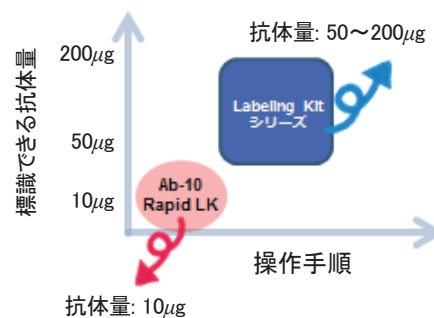 抗体量: 50～200μg
200μg
Labeling Kit
シリーズ
50μg
標識できる抗体量
10μg
Ab-10
Rapid LK
操作手順
抗体量: 10μg